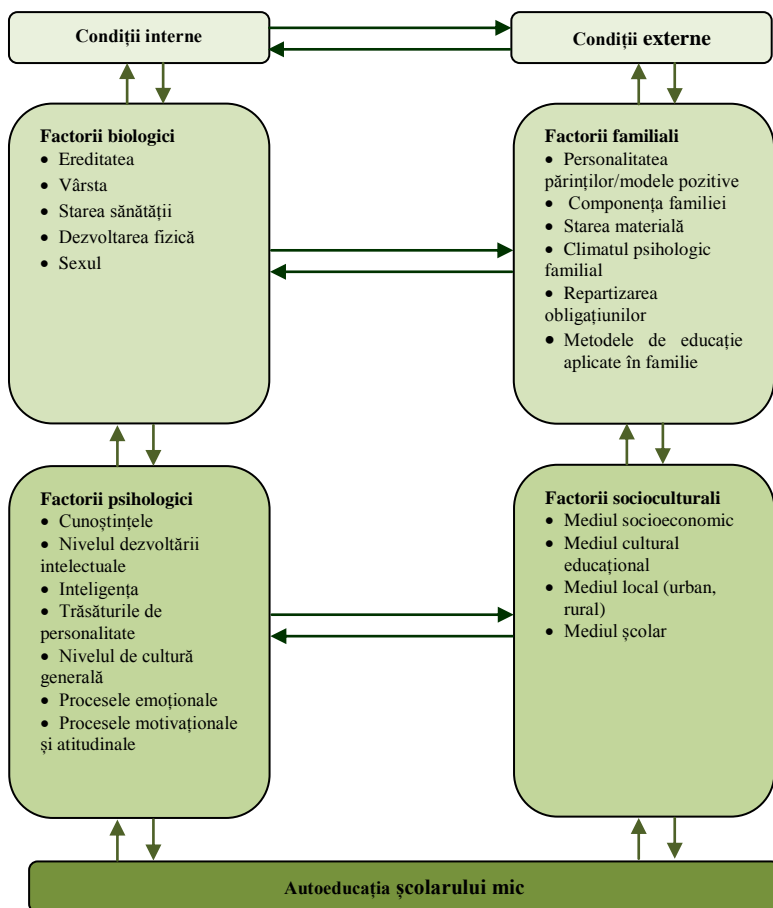 Condiții interne
Condiții externe
Factorii biologici
• Ereditatea
• Vârsta
• Starea sănătății
• Dezvoltarea fizică
• Sexul
Factorii familiali
• Personalitatea
părinților/modele pozitive
• Componența familiei
• Starea materială
• Climatul psihologic
familial
• Repartizarea
obligațiunilor
• Metodele de educație
aplicate în familie
Factorii psihologici
• Cunoștințele
• Nivelul dezvoltării
intelectuale
• Inteligența
• Trăsăturile de
personalitate
• Nivelul de cultură
generală
• Procesele emoționale
• Procesele motivaționale
și atitudinale
Factorii socioculturali
• Mediul socioeconomic
• Mediul cultural
educațional
• Mediul local (urban,
rural)
• Mediul școlar
Autoeducația școlarului mic